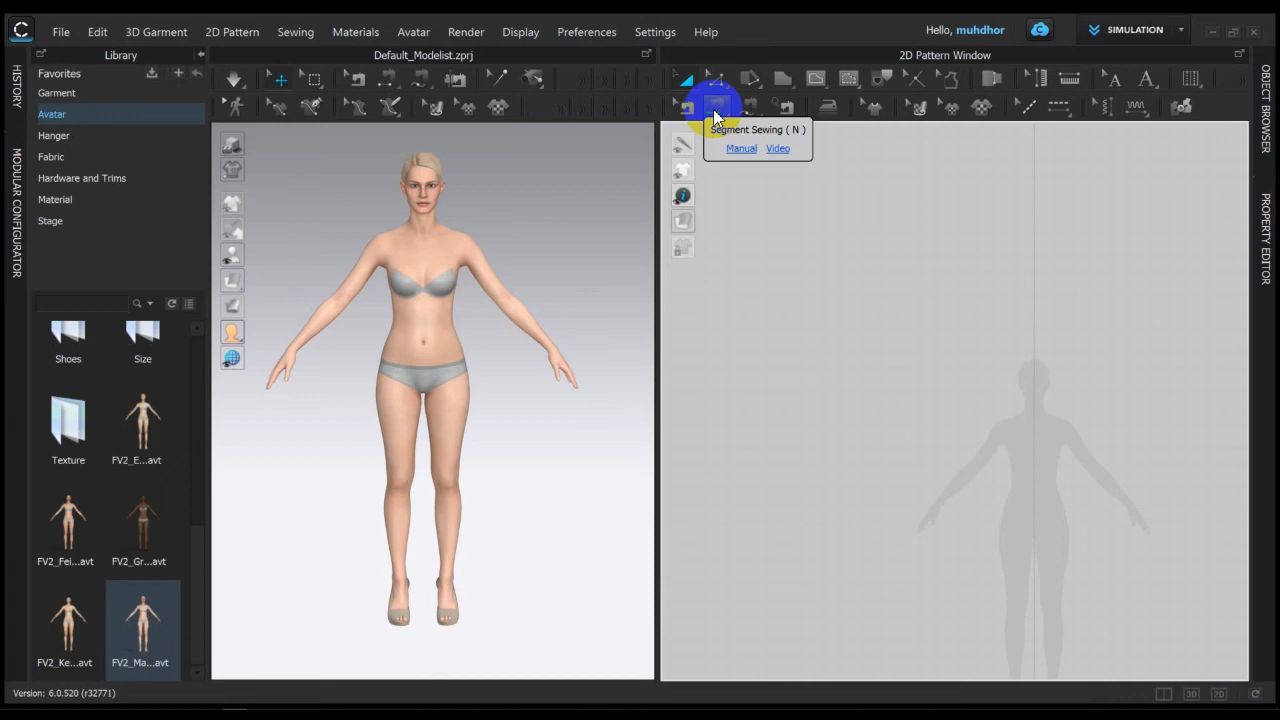 File Edit 3D Garment 2D Pattern Sewing Materials Avatar Render Display Preferences Settings Help
Hello, muhdhor
SIMULATION
Library
Default_Modelist.zprj
2D Pattern Window
HISTORY
MODULAR CONFIGURATOR
Favorites
Garment
Avatar
Hanger
Fabric
Hardware and Trims
Material
Stage
Shoes Size
Texture FV2_E...avt
FV2_Fei...avt FV2_Gr...avt
FV2_Ke...avt FV2_Ma...avt
Segment Sewing ( N )
Manual Video
OBJECT BROWSER
PROPERTY EDITOR
Version: 6.0.520 (r32771)
3D 2D